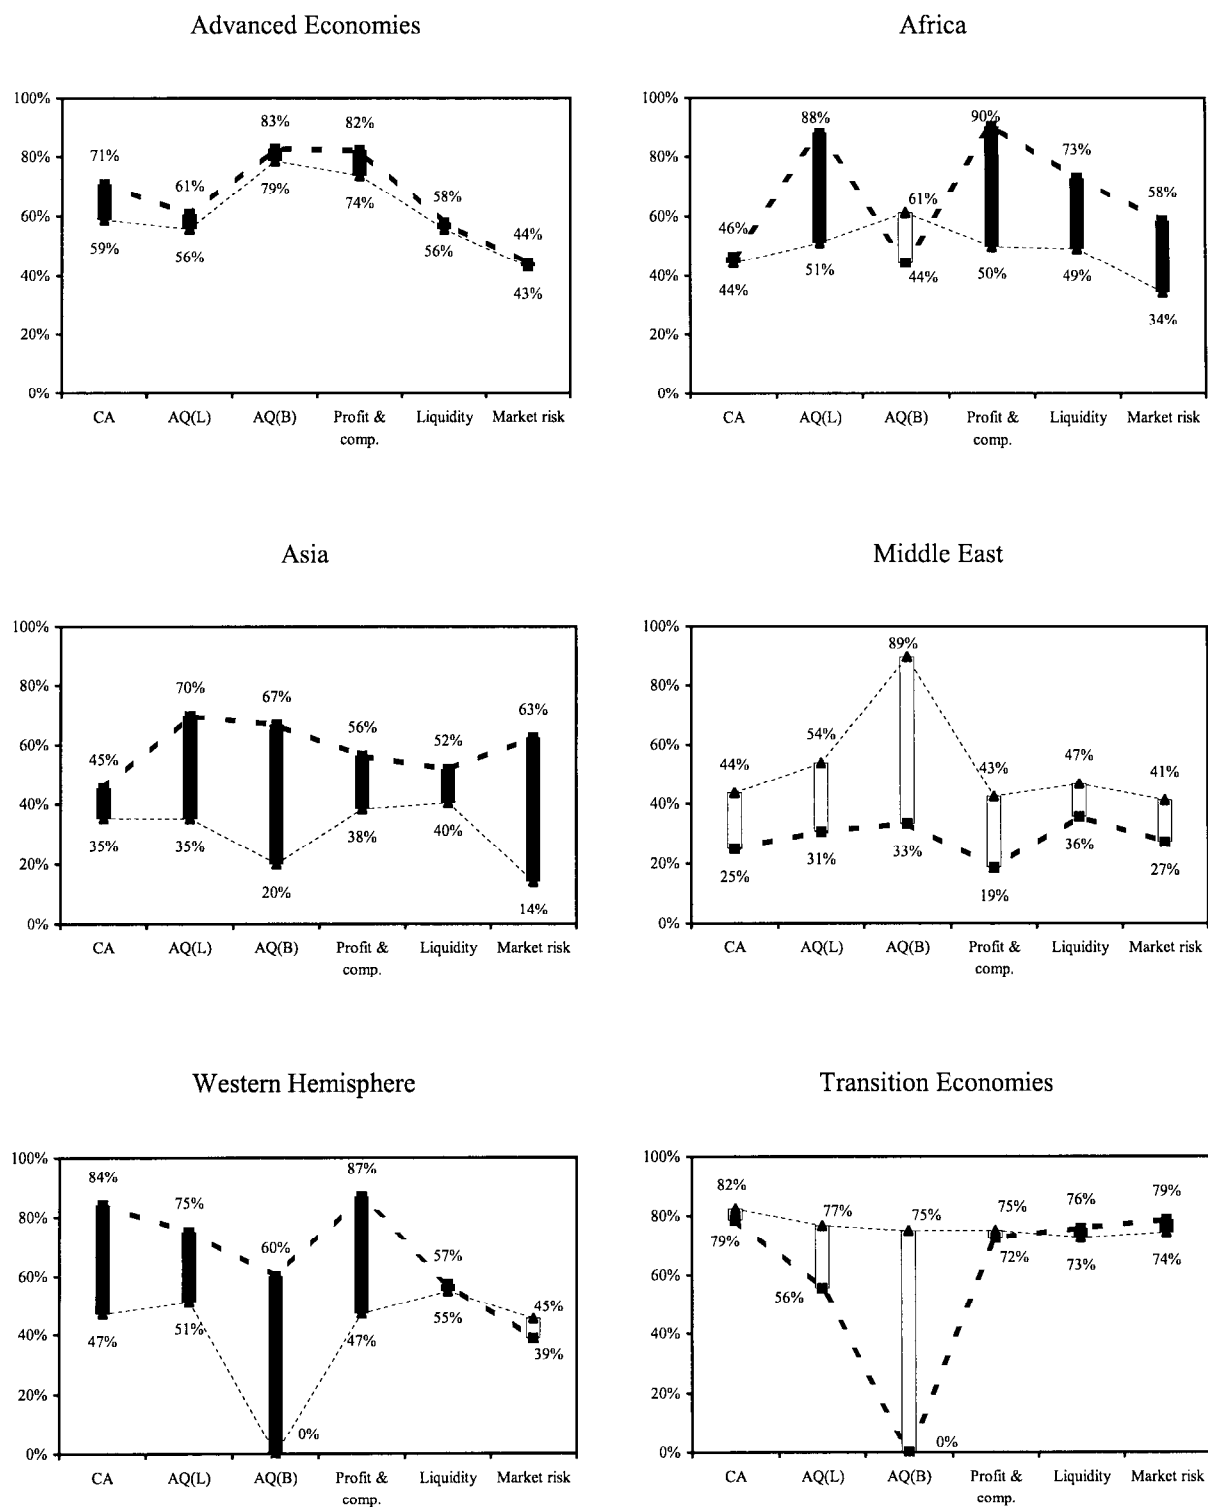 Advanced Economies
100%
80%
60%
40%
20%
0%
71%
59%
61%
56%
83%
79%
82%
74%
58%
56%
44%
43%
CA
AQ(L)
AQ(B)
Profit &
comp.
Liquidity
Market risk
Africa
100%
80%
60%
40%
20%
0%
46%
44%
88%
51%
61%
44%
90%
50%
73%
49%
58%
34%
CA
AQ(L)
AQ(B)
Profit &
comp.
Liquidity
Market risk
Asia
100%
80%
60%
40%
20%
0%
45%
35%
70%
35%
67%
20%
56%
38%
52%
40%
63%
14%
CA
AQ(L)
AQ(B)
Profit &
comp.
Liquidity
Market risk
Middle East
100%
80%
60%
40%
20%
0%
44%
25%
54%
31%
89%
33%
43%
19%
47%
36%
41%
27%
CA
AQ(L)
AQ(B)
Profit &
comp.
Liquidity
Market risk
Western Hemisphere
100%
80%
60%
40%
20%
0%
84%
47%
75%
51%
60%
0%
87%
47%
57%
55%
45%
39%
CA
AQ(L)
AQ(B)
Profit &
comp.
Liquidity
Market risk
Transition Economies
100%
80%
60%
40%
20%
0%
82%
79%
77%
56%
75%
0%
75%
72%
76%
73%
79%
74%
CA
AQ(L)
AQ(B)
Profit &
comp.
Liquidity
Market risk